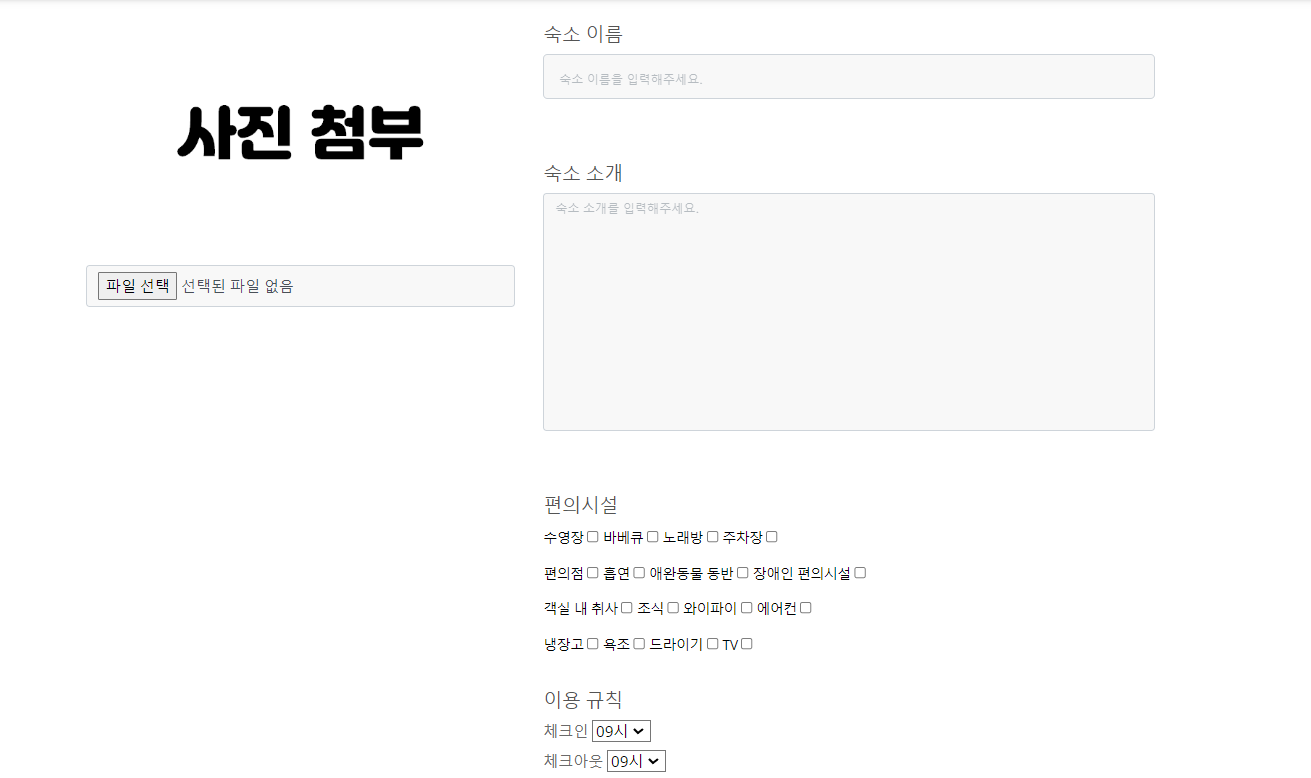 사진 첨부
파일 선택 선택된 파일 없음
숙소 이름
숙소 이름을 입력해주세요.
숙소 소개
숙소 소개를 입력해주세요.
편의시설
수영장 바베큐 노래방 주차장
편의점 흡연 애완동물 동반 장애인 편의시설
객실 내 취사 조식 와이파이 에어컨
냉장고 욕조 드라이기 TV
이용 규칙
체크인 09시
체크아웃 09시